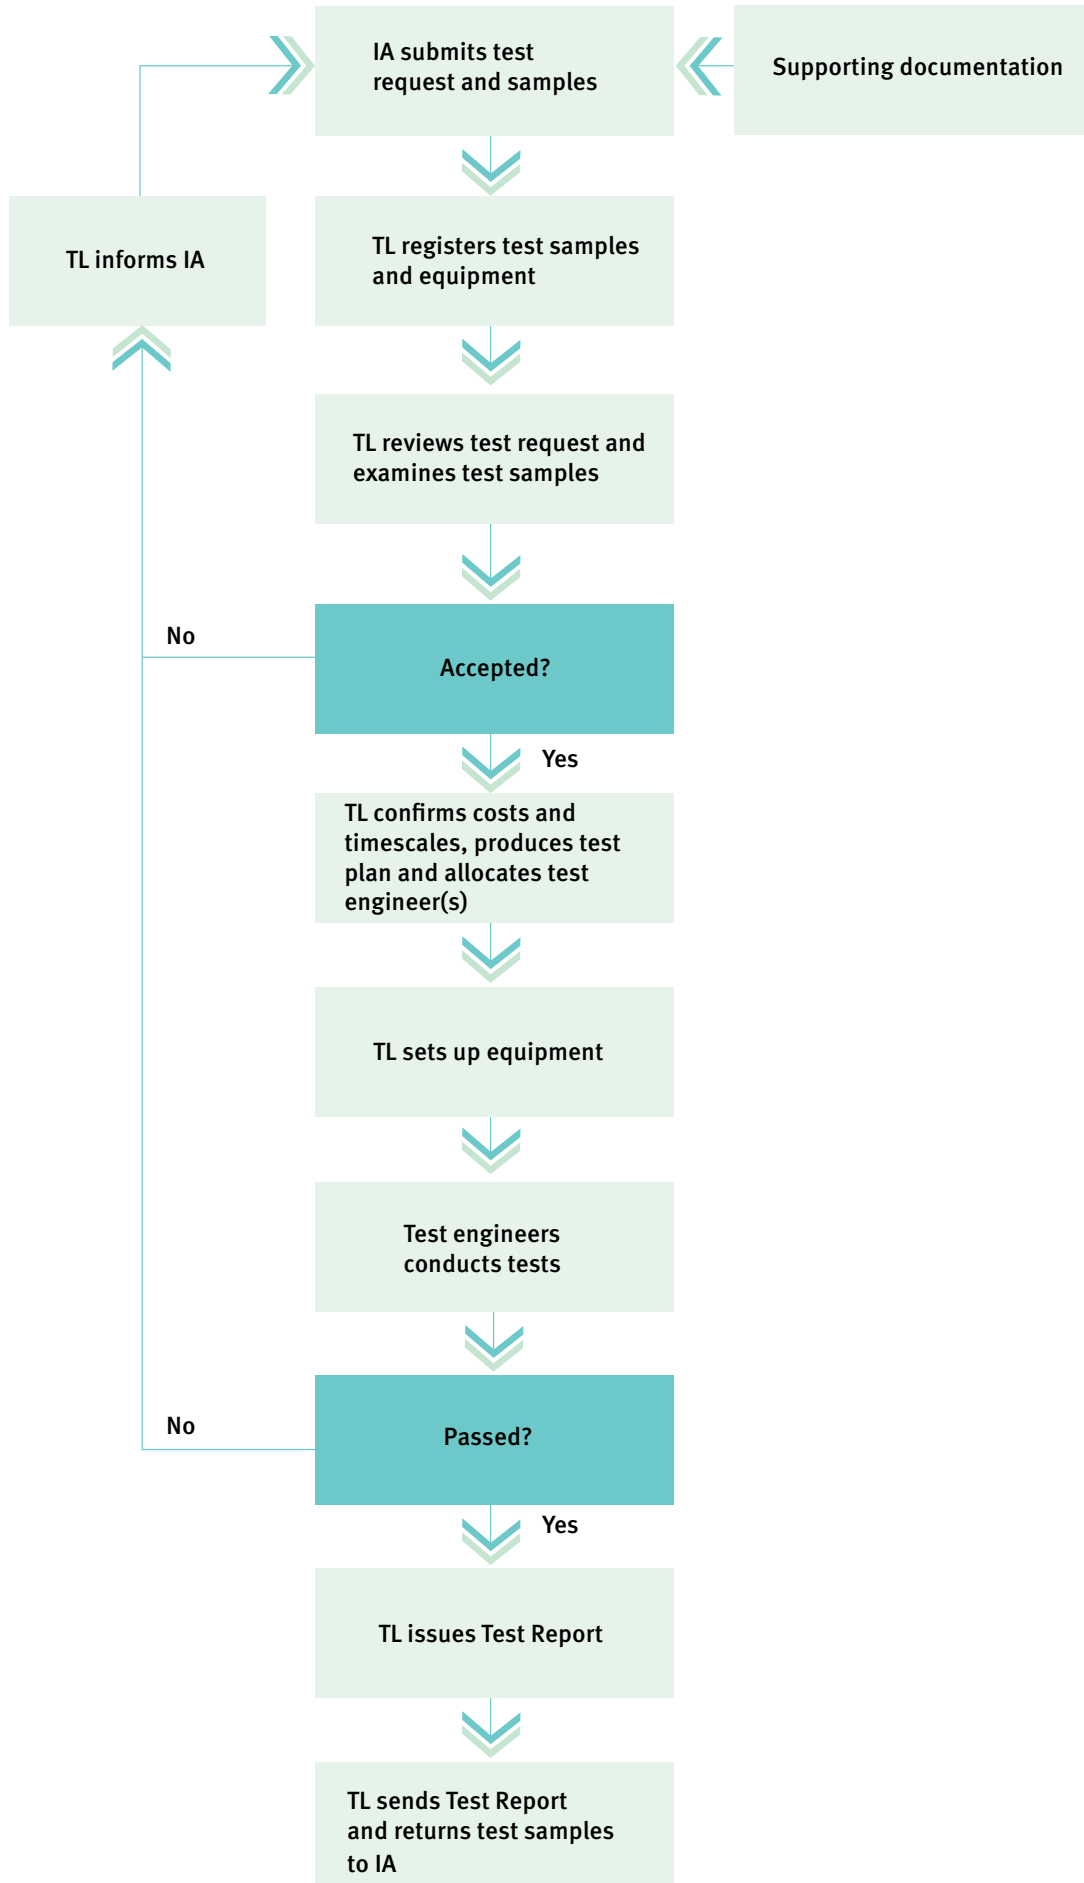 IA submits test
request and samples
Supporting documentation
TL informs IA
TL registers test samples
and equipment
TL reviews test request and
examines test samples
No
Accepted?
Yes
TL confirms costs and
timescales, produces test
plan and allocates test
engineer(s)
TL sets up equipment
Test engineers
conducts tests
No
Passed?
Yes
TL issues Test Report
TL sends Test Report
and returns test samples
to IA